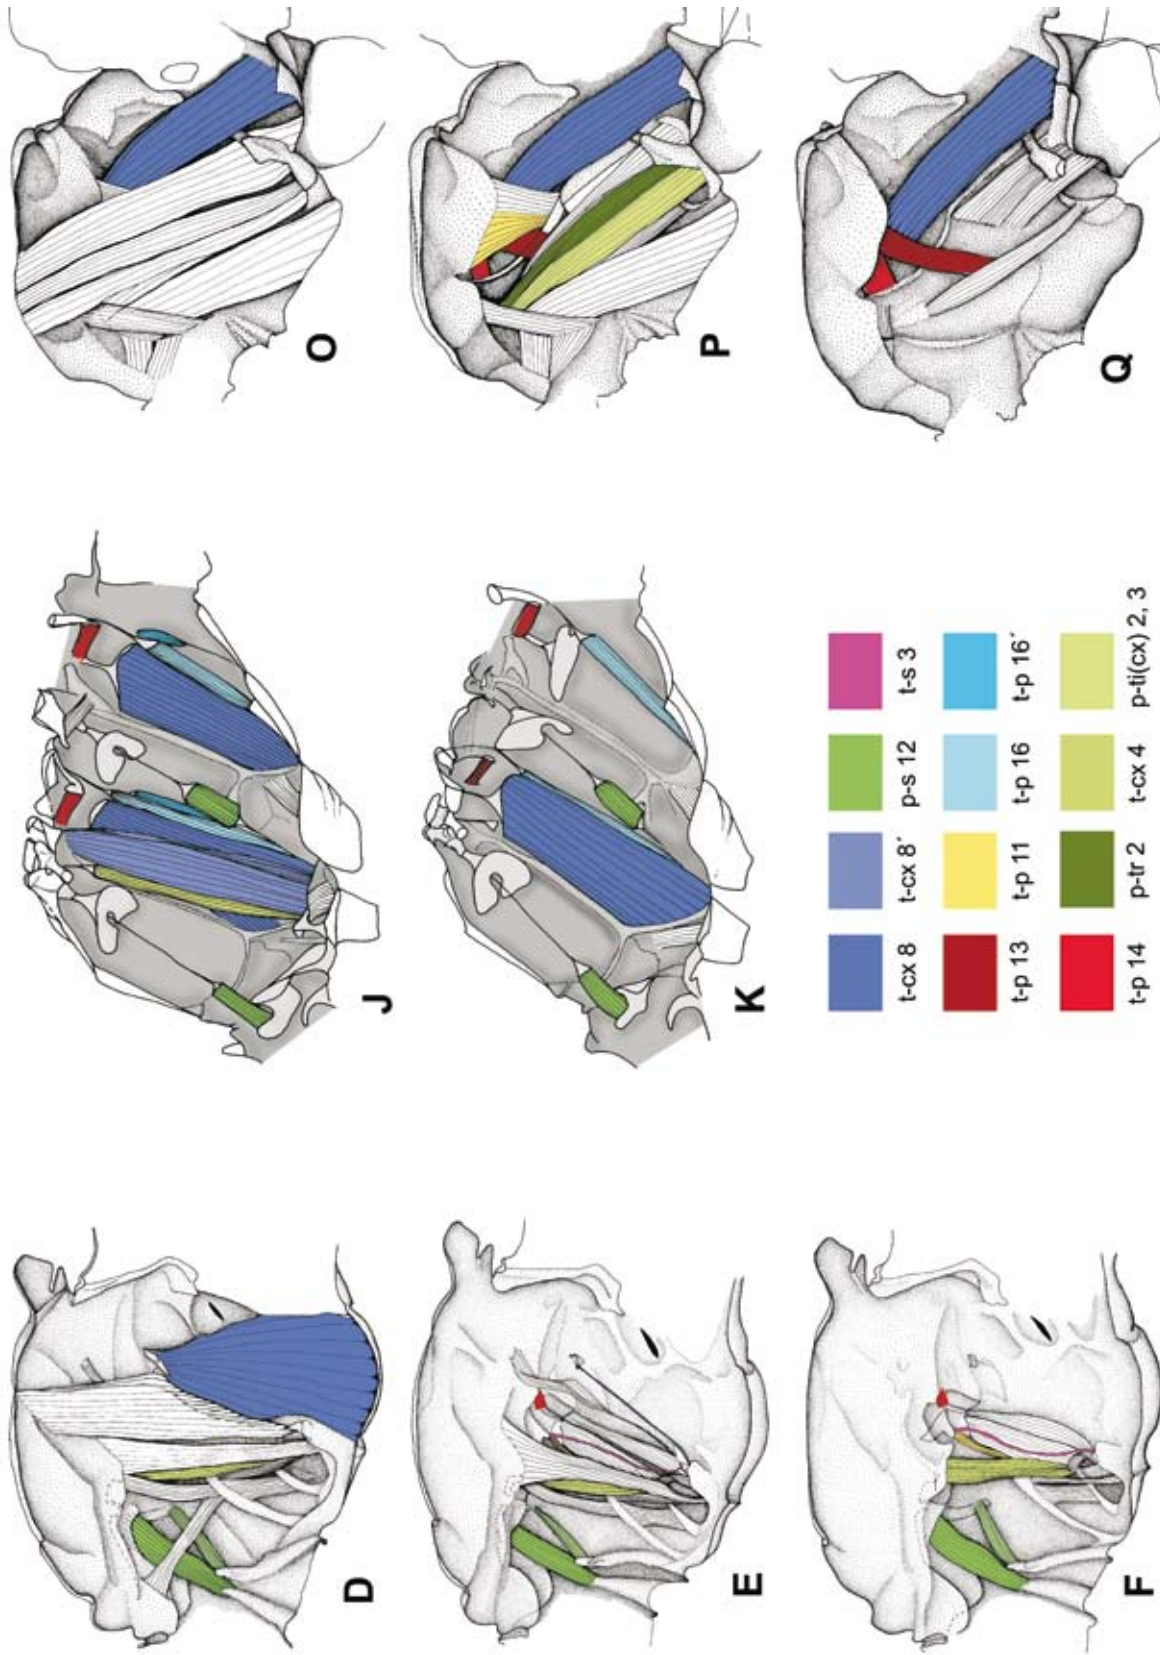 D
J
O
E
K
P
t-cx 8
t-cx 8´
p-s 12
t-s 3
t-p 13
t-p 11
t-p 16
t-p 16´
t-p 14
p-tr 2
t-cx 4
p-ti(cx) 2, 3
F
Q